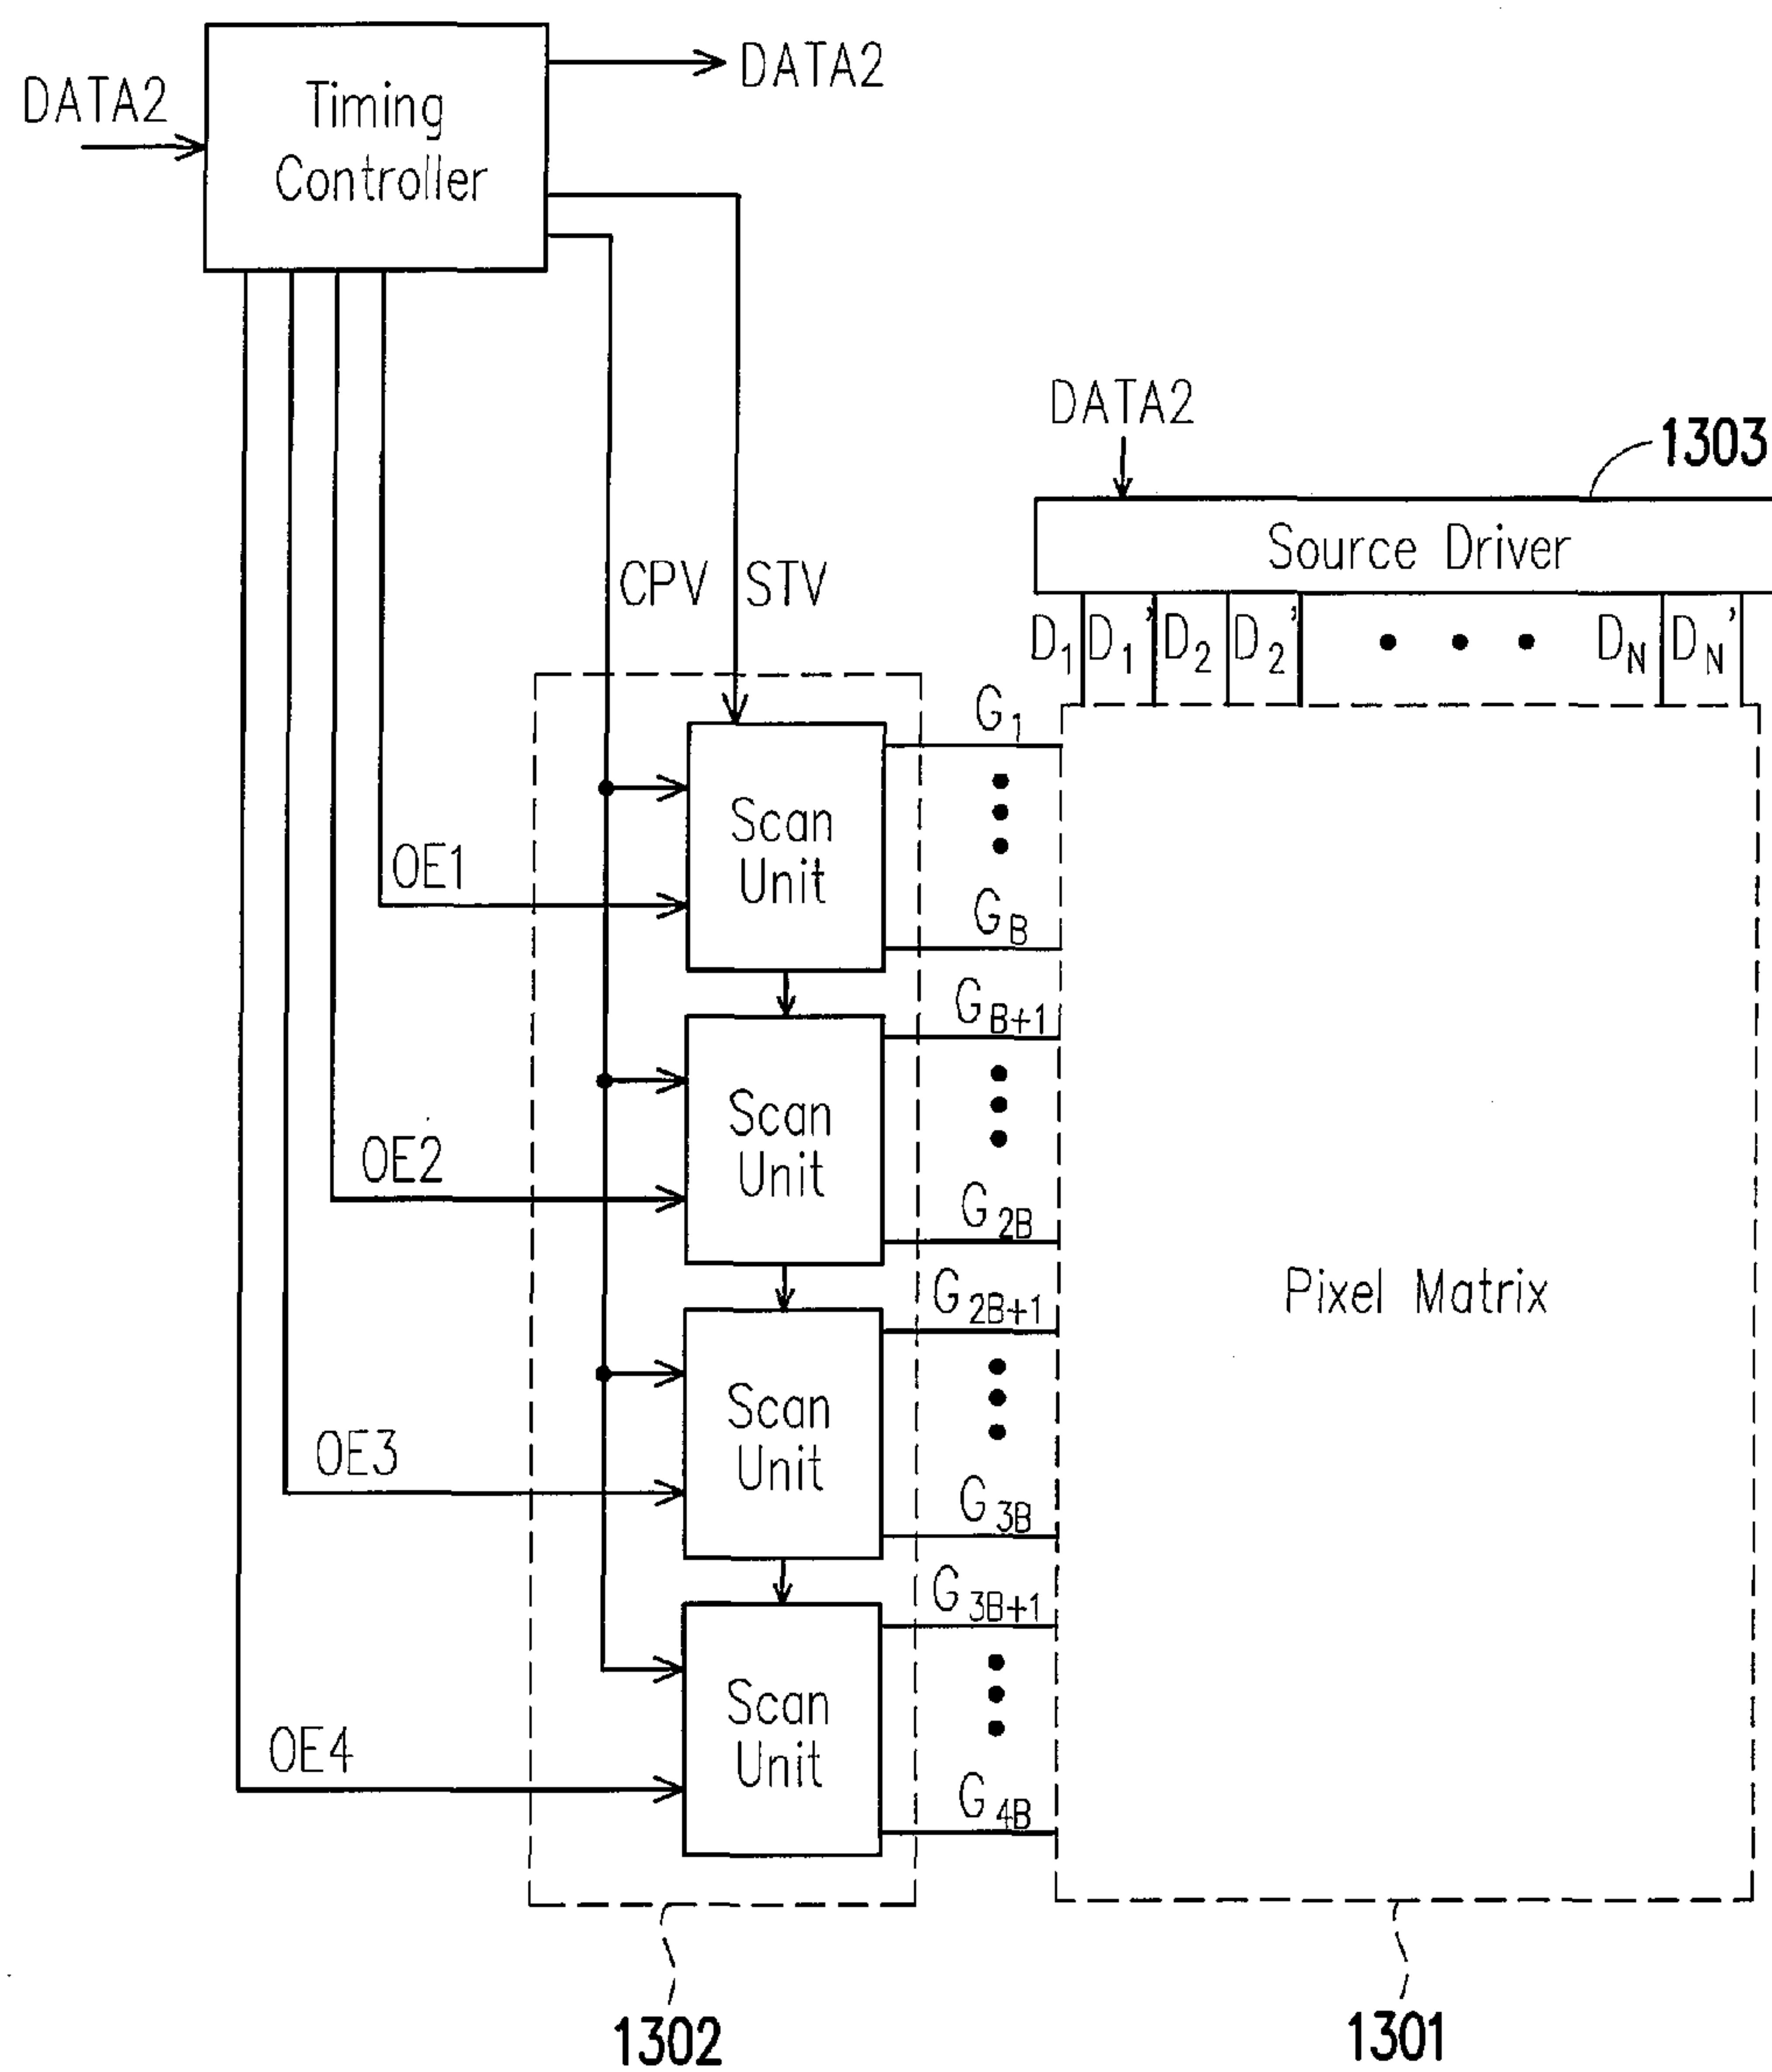 DATA2
Timing
Controller
DATA2
DATA2
1303
Source Driver
CPV STV
D1 D1' D2 D2' • • • DN DN'
G1
Scan
Unit
OE1
GB
GB+1
Scan
Unit
OE2
G2B
G2B+1
Pixel Matrix
Scan
Unit
OE3
G3B
G3B+1
Scan
Unit
OE4
G4B
1302
1301